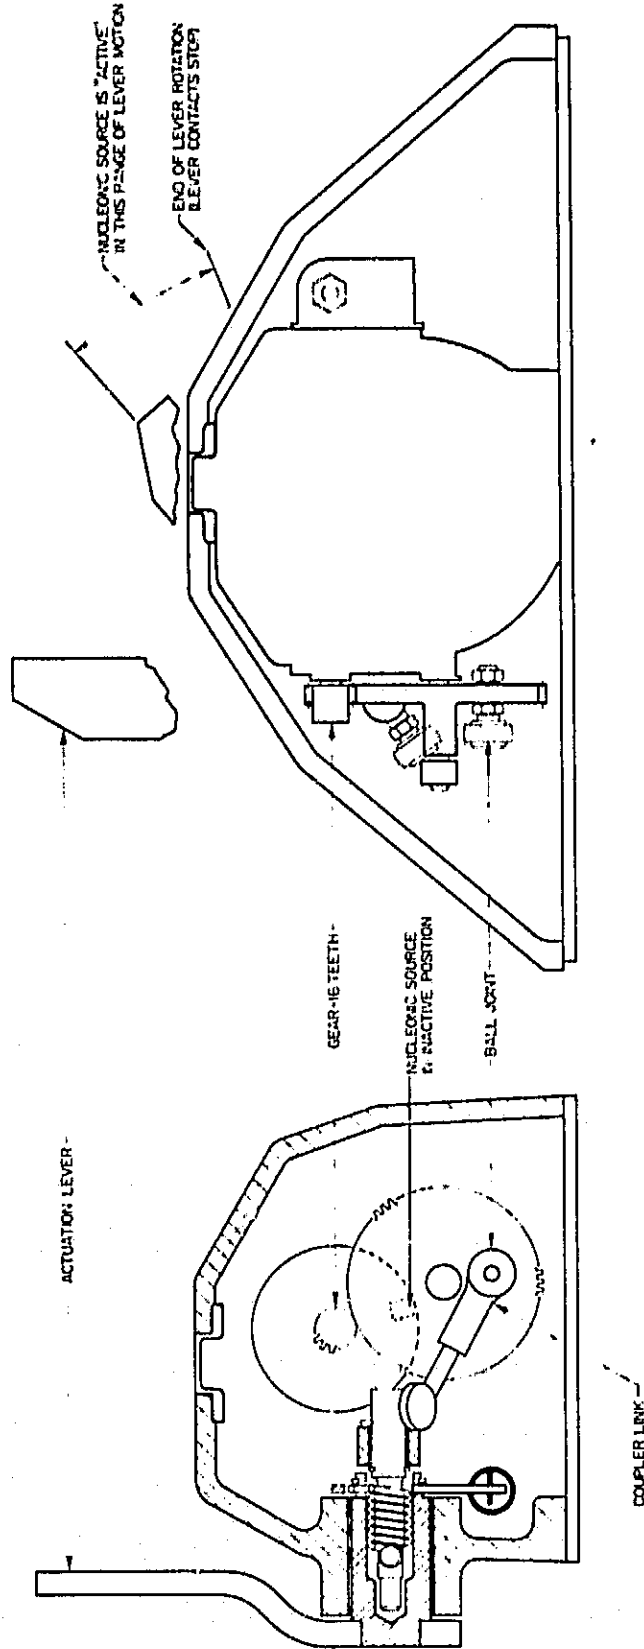 NUCLEONIC SOURCE IS "ACTIVE"
IN THIS RANGE OF LEVER MOTION
END OF LEVER ROTATION
(LEVER CONTACTS STOP)
ACTUATION LEVER
GEAR-16 TEETH
NUCLEONIC SOURCE
IN INACTIVE POSITION
BALL JOINT
COUPLER LINK